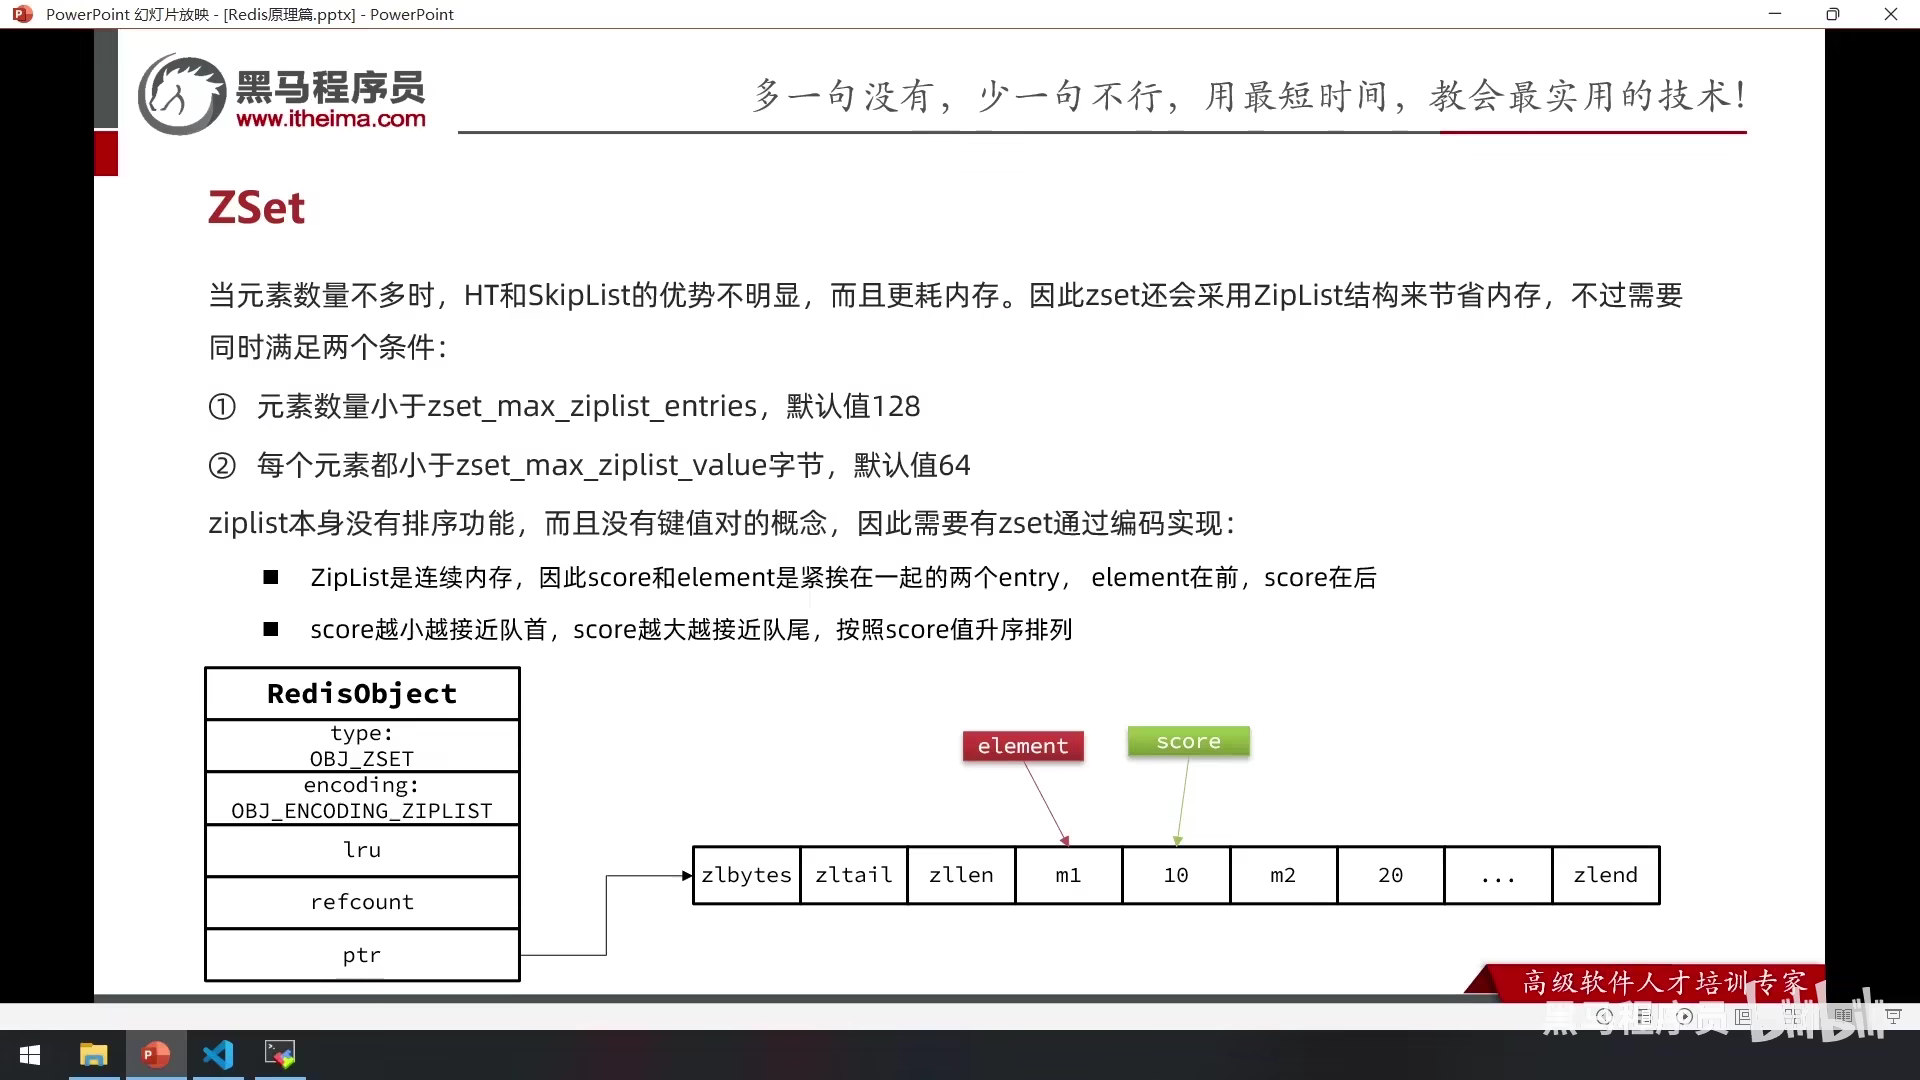 PowerPoint 幻灯片放映 - [Redis原理篇.pptx] - PowerPoint
黑马程序员
www.itheima.com
多一句没有，少一句不行，用最短时间，教会最实用的技术！
ZSet
当元素数量不多时，HT和SkipList的优势不明显，而且更耗内存。因此zset还会采用ZipList结构来节省内存，不过需要
同时满足两个条件：
① 元素数量小于zset_max_ziplist_entries，默认值128
② 每个元素都小于zset_max_ziplist_value字节，默认值64
ziplist本身没有排序功能，而且没有键值对的概念，因此需要有zset通过编码实现：
■ ZipList是连续内存，因此score和element是紧挨在一起的两个entry， element在前，score在后
■ score越小越接近队首，score越大越接近队尾，按照score值升序排列
RedisObject
type:
OBJ_ZSET
encoding:
OBJ_ENCODING_ZIPLIST
lru
refcount
ptr
element
score
zlbytes zltail zllen m1 10 m2 20 ... zlend
高级软件人才培训专家
黑马程序员 bilibili